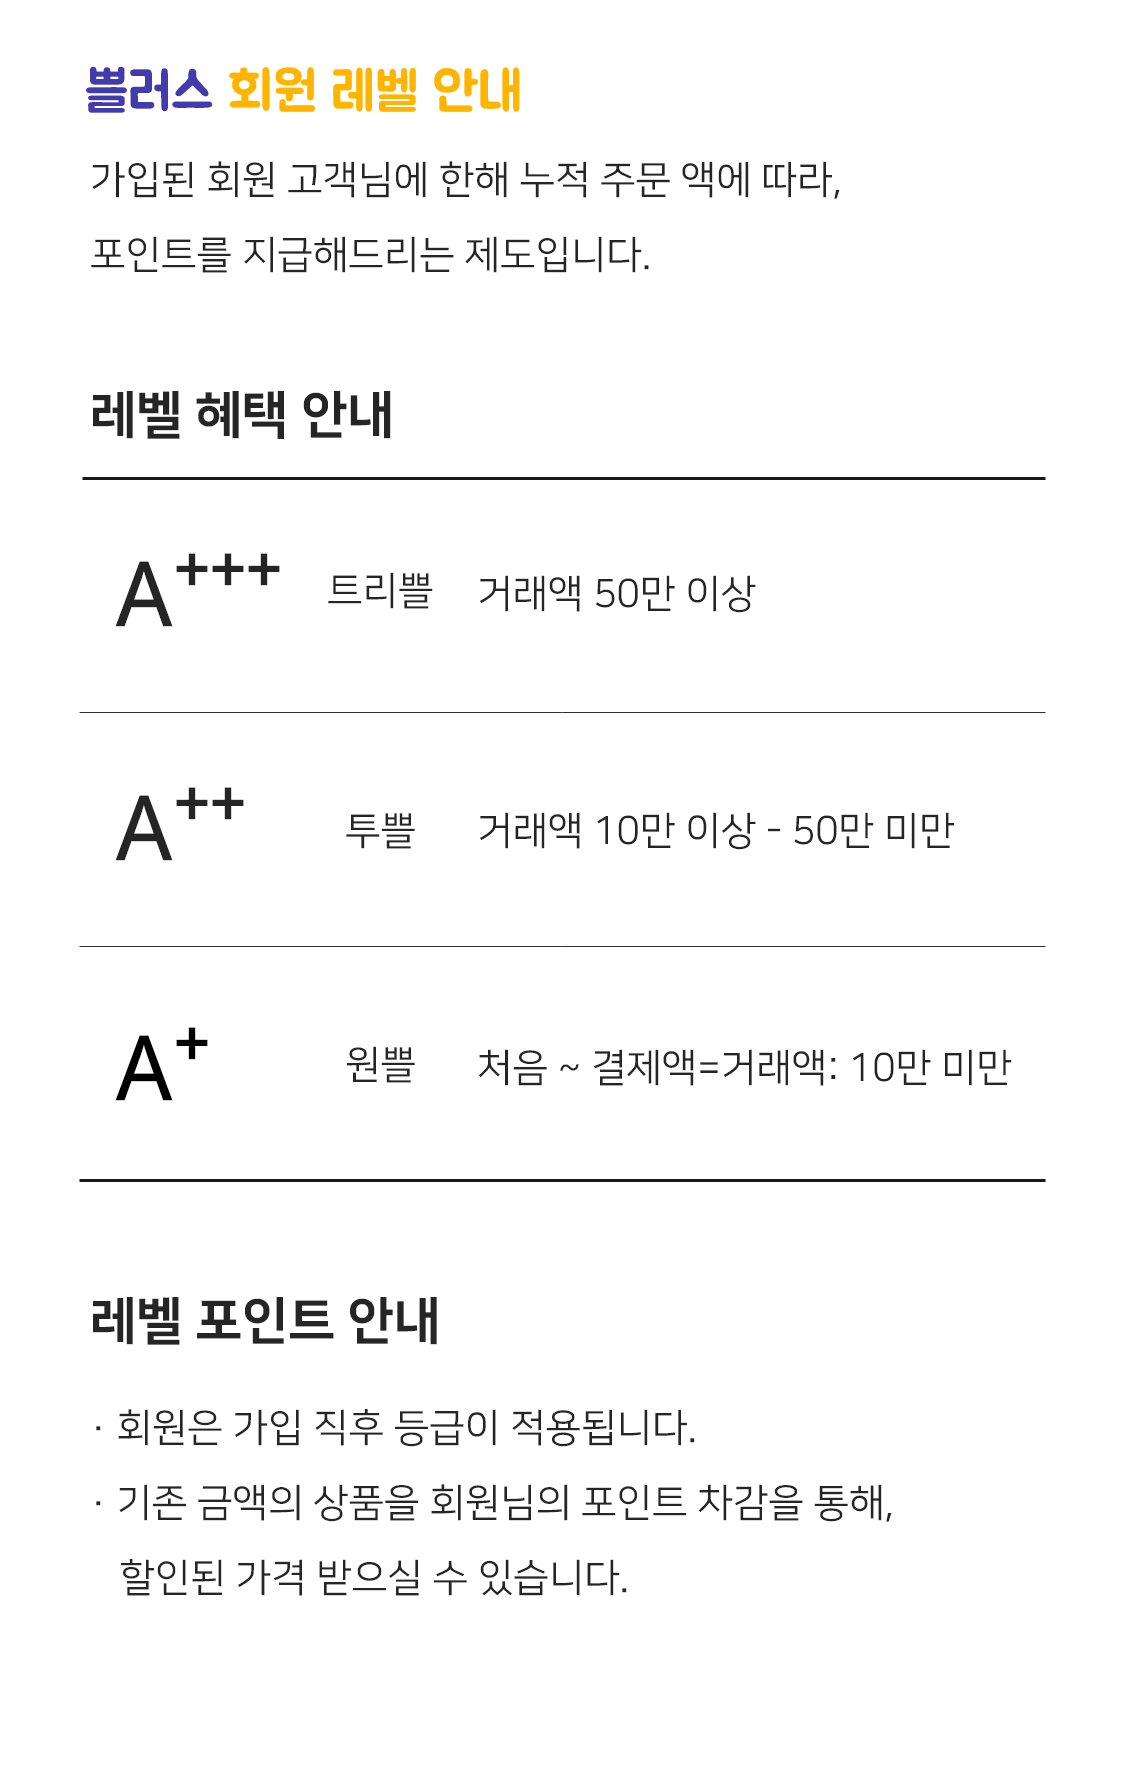 쁠러스 회원 레벨 안내
가입된 회원 고객님에 한해 누적 주문 액에 따라,
포인트를 지급해드리는 제도입니다.
레벨 혜택 안내
A+++ 트리쁠 거래액 50만 이상
A++ 투쁠 거래액 10만 이상 - 50만 미만
A+ 원쁠 처음 ~ 결제액=거래액: 10만 미만
레벨 포인트 안내
· 회원은 가입 직후 등급이 적용됩니다.
· 기존 금액의 상품을 회원님의 포인트 차감을 통해,
할인된 가격 받으실 수 있습니다.